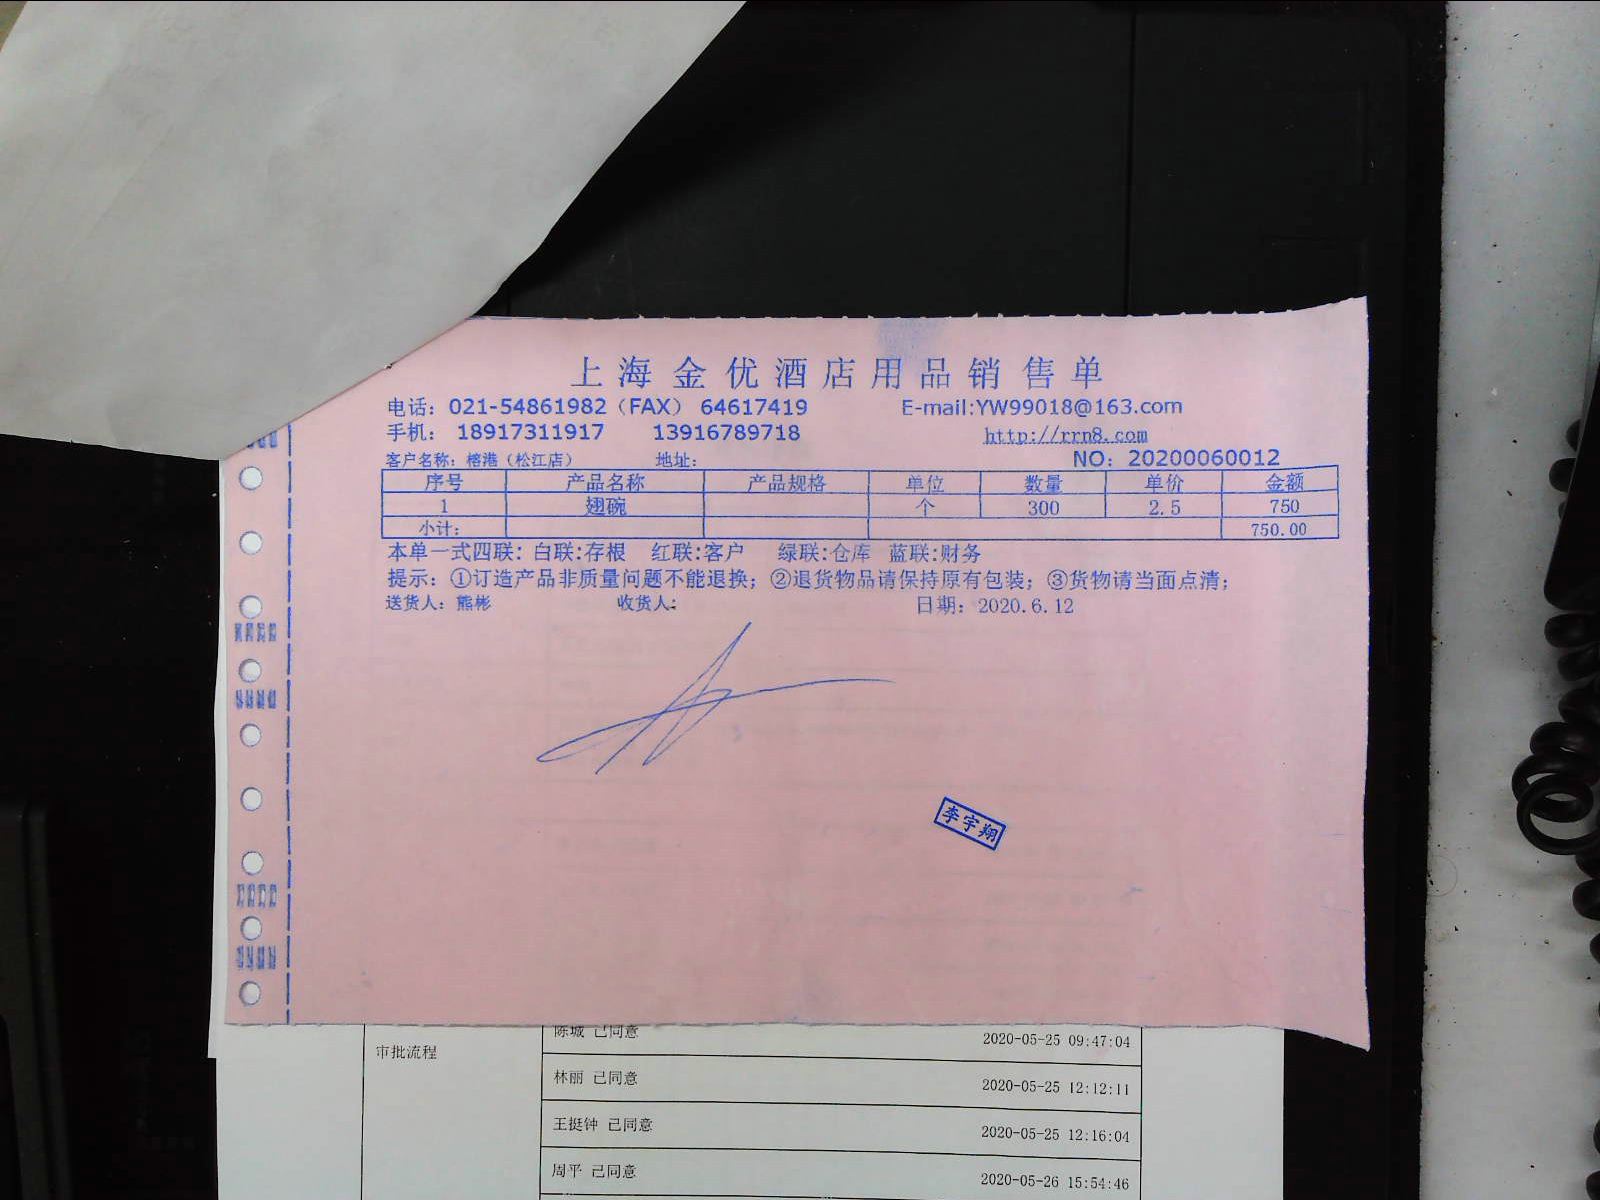 上海金优酒店用品销售单
电话：021-54861982（FAX） 64617419 E-mail:YW99018@163.com
手机： 18917311917 13916789718 http://rrn8.com
客户名称：榕港（松江店） 地址： NO：20200060012
序号 产品名称 产品规格 单位 数量 单价 金额
1 翅碗 个 300 2.5 750
小计： 750.00
本单一式四联：白联:存根 红联:客户 绿联:仓库 蓝联:财务
提示：①订造产品非质量问题不能退换；②退货物品请保持原有包装；③货物请当面点清；
送货人：熊彬 收货人： 日期：2020.6.12
李宇翔
陈城 已同意 2020-05-25 09:47:04
审批流程
林丽 已同意 2020-05-25 12:12:11
王挺钟 已同意 2020-05-25 12:16:04
周平 已同意 2020-05-26 15:54:46